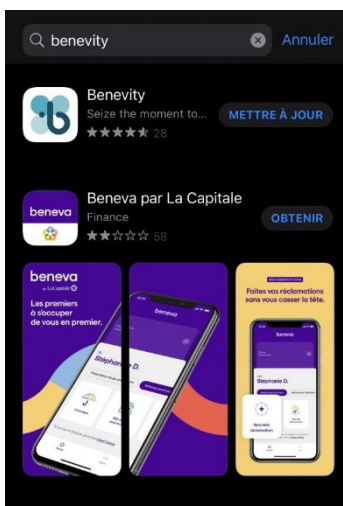 benevity
Annuler
Benevity
Seize the moment to...
METTRE À JOUR
28
beneva
Beneva par La Capitale
Finance
OBTENIR
58
beneva
La Capitale
Les premiers
à s'occuper
de vous en premier.
Stéphanie D.
beneva
Stéphanie D.
Faites vos réclamations
sans vous casser la tête.
beneva
Stéphanie D.
Nouvelle
réclamation